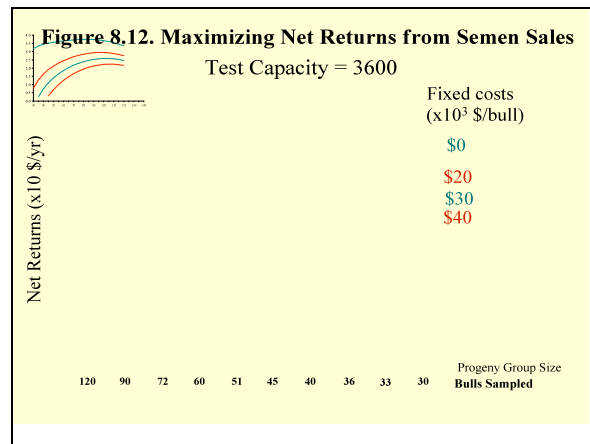 Figure 8.12. Maximizing Net Returns from Semen Sales
Test Capacity = 3600
Fixed costs
(x10³ $/bull)
$0
$20
$30
$40
Net Returns (x10 $/yr)
Progeny Group Size
120 90 72 60 51 45 40 36 33 30 Bulls Sampled